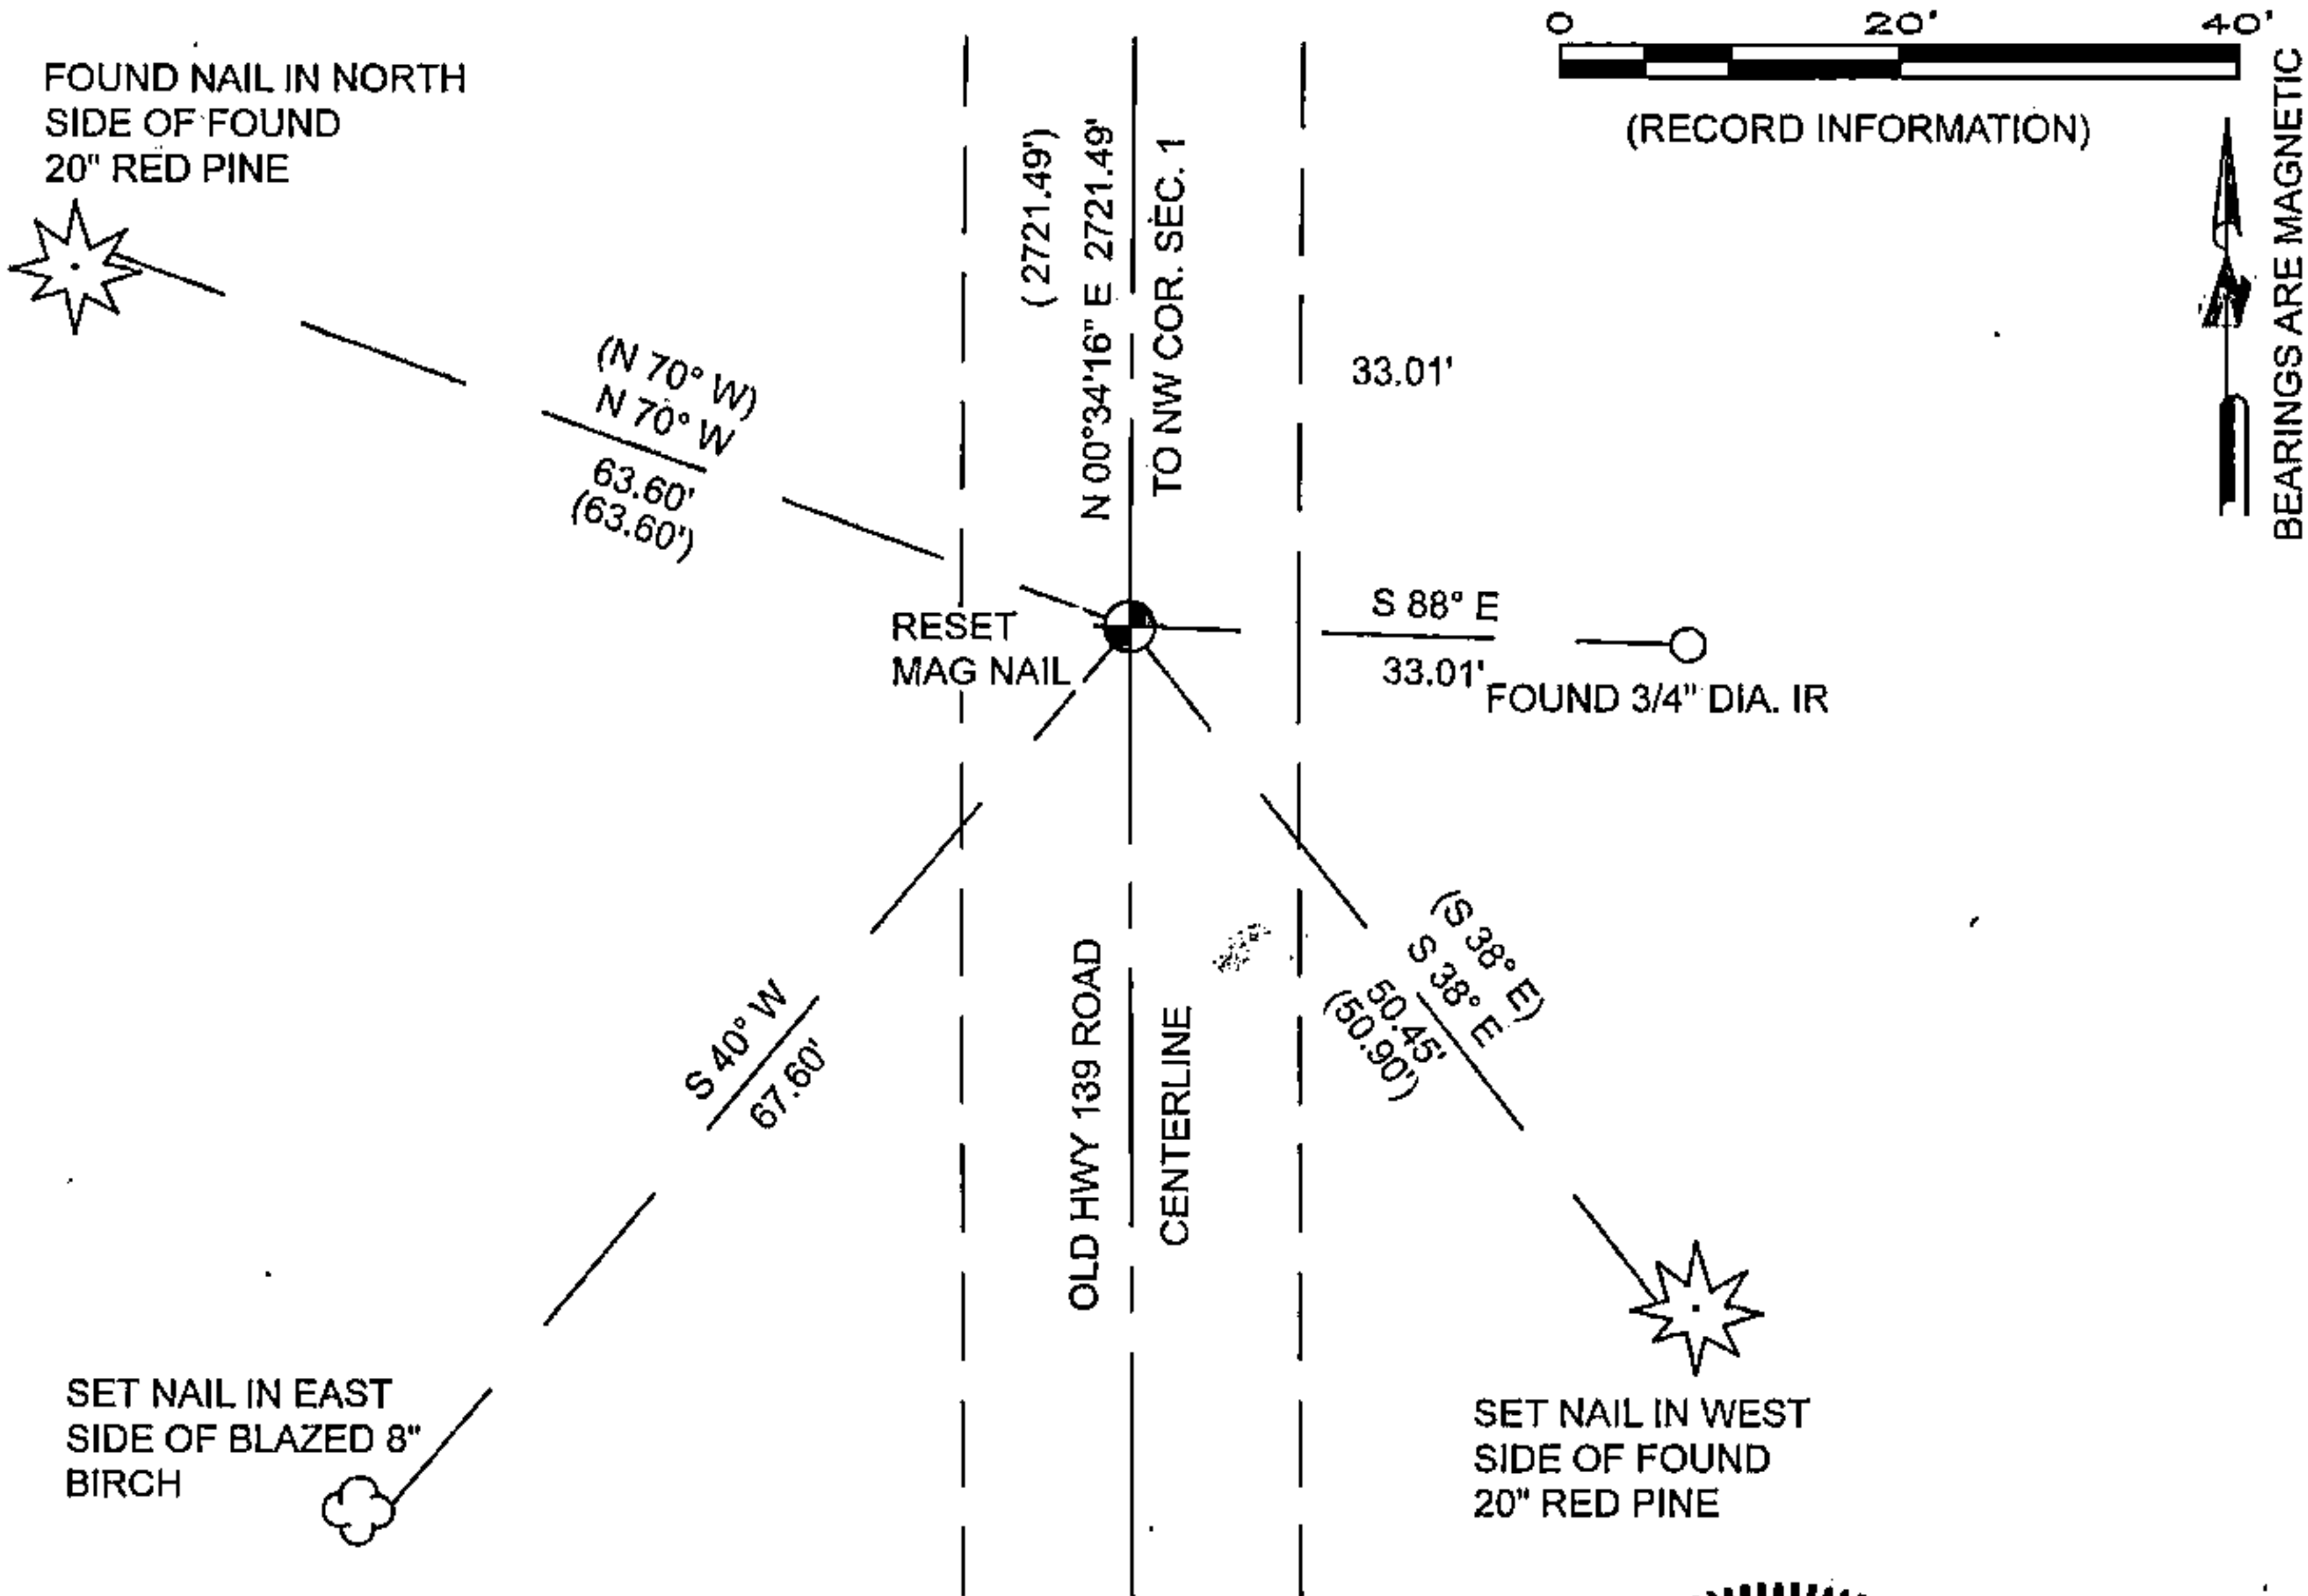 0 20' 40'
(RECORD INFORMATION)
BEARINGS ARE MAGNETIC
N
FOUND NAIL IN NORTH
SIDE OF FOUND
20" RED PINE
(N 70° W)
N 70° W
63.60'
(63.60')
(2721.49')
N 00°34'16" E 2721.49'
TO NW COR. SEC. 1
33.01'
RESET
MAG NAIL
S 88° E
33.01'
FOUND 3/4" DIA. IR
S 40° W
67.60'
OLD HWY 139 ROAD
CENTERLINE
(S 38° E)
S 38° E
50.45'
(50.90')
SET NAIL IN EAST
SIDE OF BLAZED 8"
BIRCH
SET NAIL IN WEST
SIDE OF FOUND
20" RED PINE